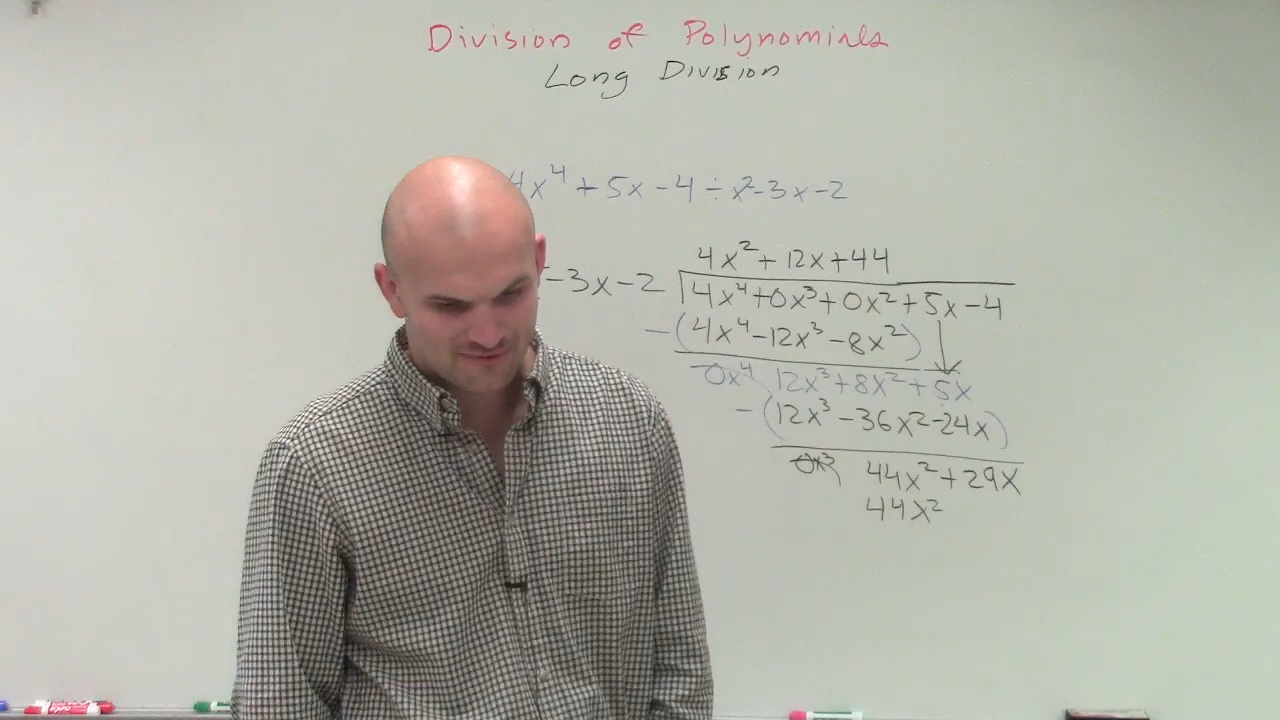 Division of Polynomials
Long Division
4x⁴ + 5x - 4 ÷ x² - 3x - 2
4x² + 12x + 44
- 3x - 2 4x⁴ + 0x³ + 0x² + 5x - 4
- (4x⁴ - 12x³ - 8x²)
0x⁴ 12x³ + 8x² + 5x
- (12x³ - 36x² - 24x)
0x³ 44x² + 29x
44x²